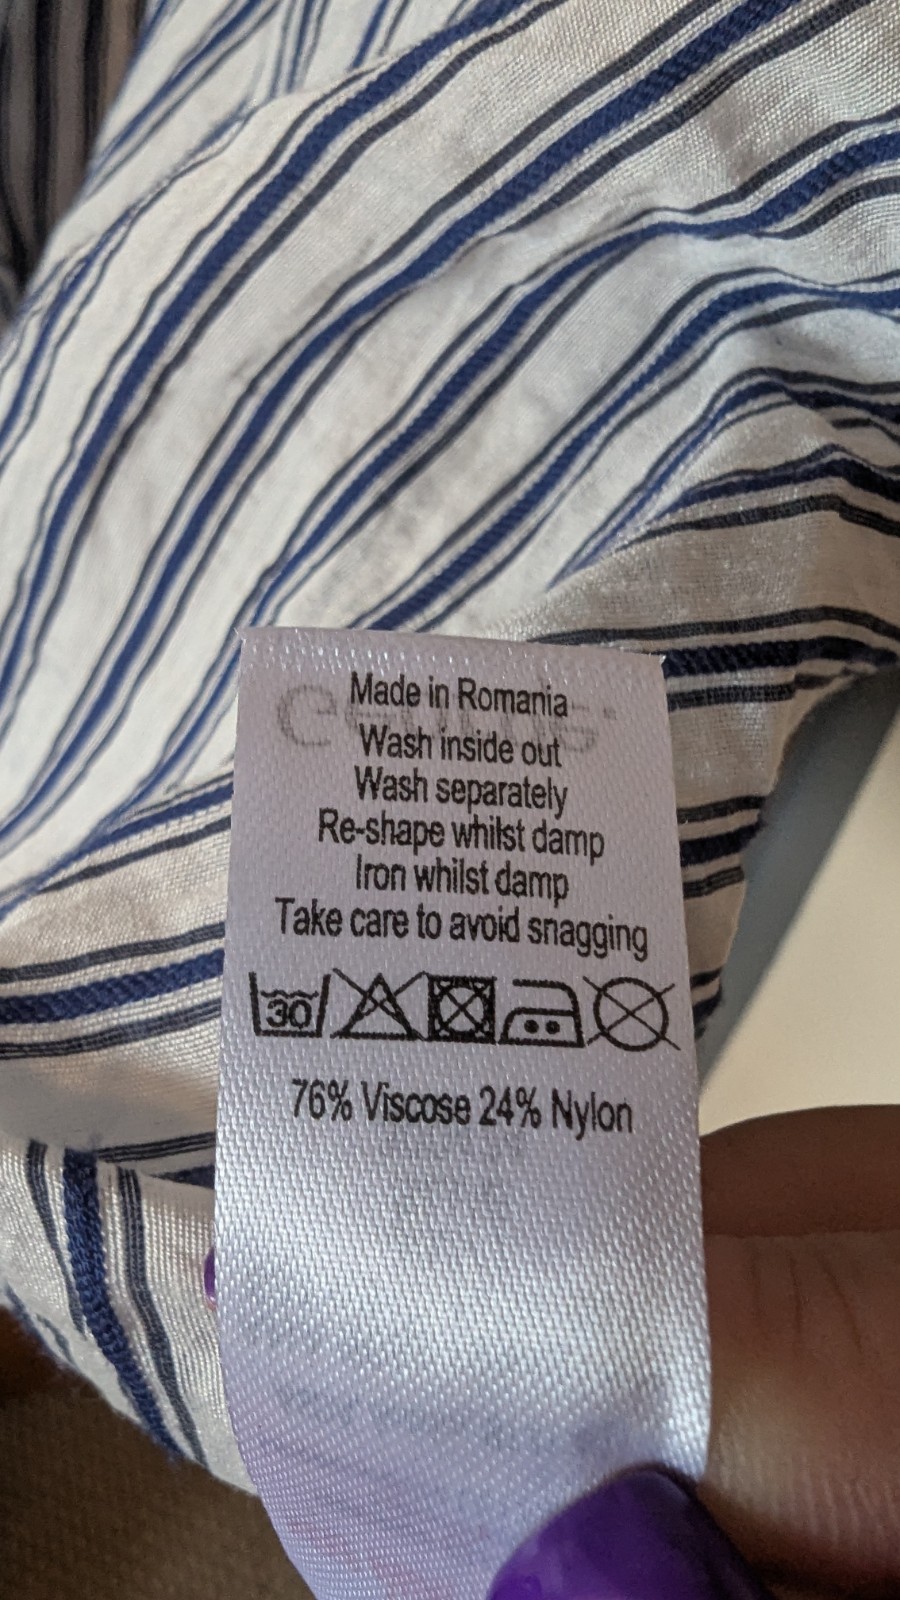 Made in Romania
Wash inside out
Wash separately
Re-shape whilst damp
Iron whilst damp
Take care to avoid snagging
30
76% Viscose 24% Nylon